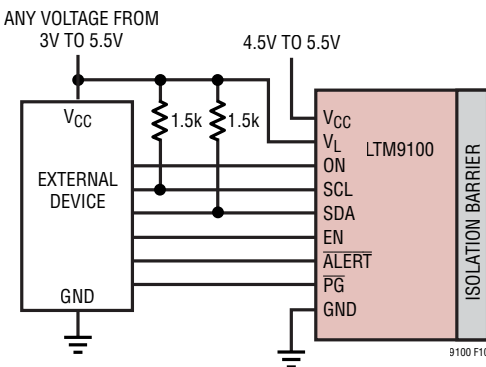 ANY VOLTAGE FROM
3V TO 5.5V
4.5V TO 5.5V
VCC
1.5k
1.5k
EXTERNAL
DEVICE
GND
VCC
VL
LTM9100
ON
SCL
SDA
EN
ALERT
PG
GND
ISOLATION BARRIER
9100 F10